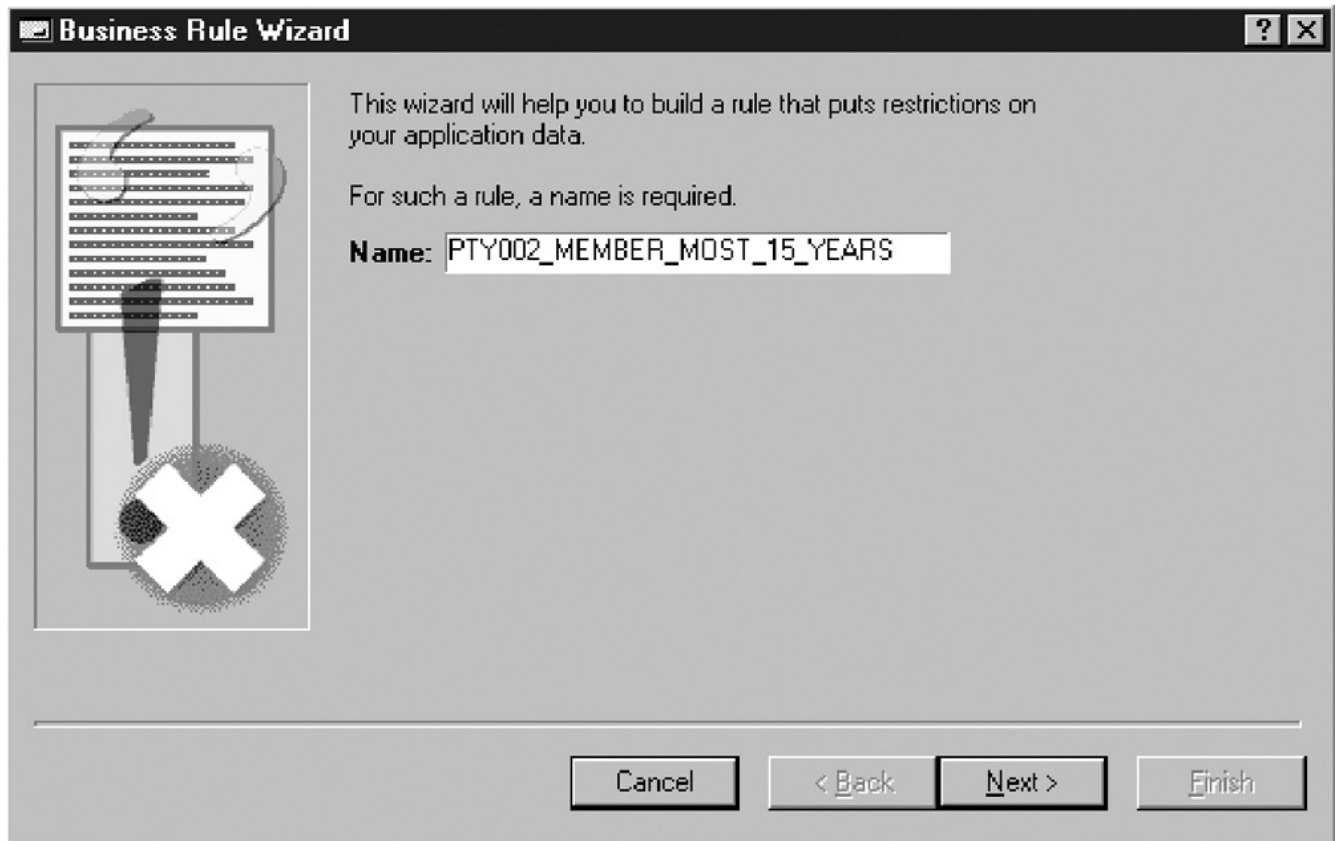 Business Rule Wizard
This wizard will help you to build a rule that puts restrictions on
your application data.
For such a rule, a name is required.
Name: PTY002_MEMBER_MOST_15_YEARS
Cancel < Back Next > Finish